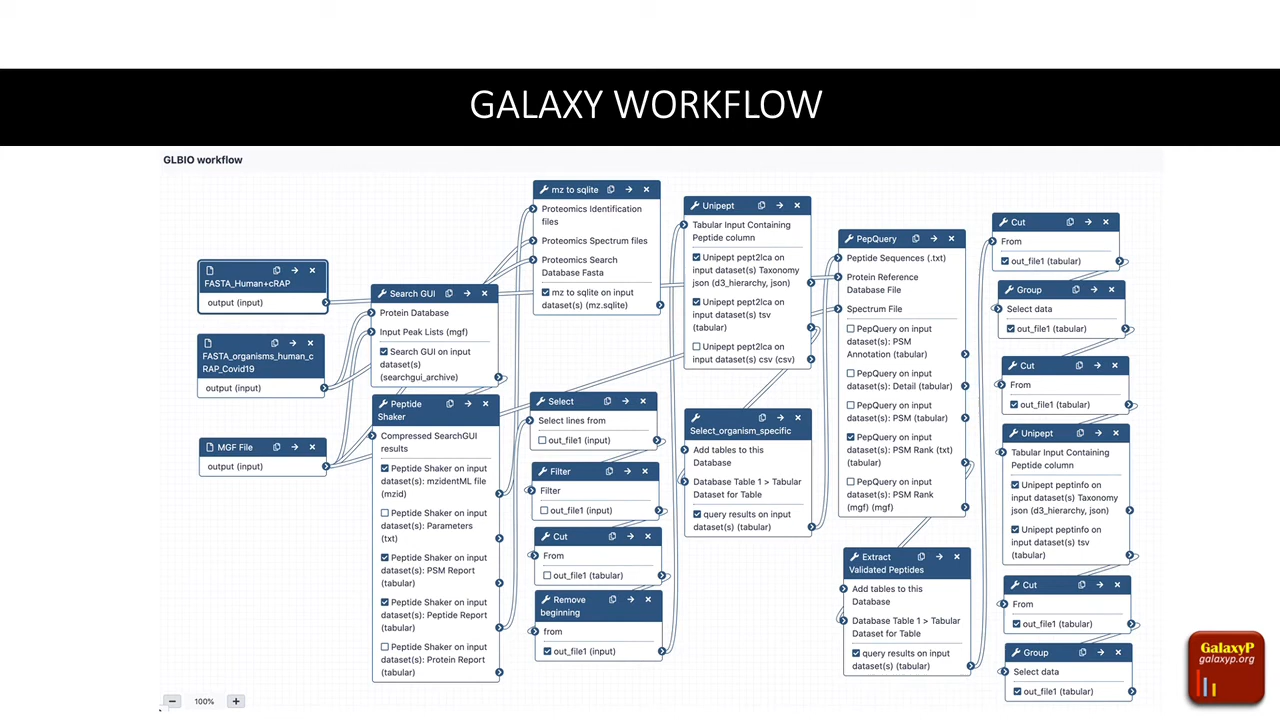 GALAXY WORKFLOW
GLBIO workflow
FASTA_Human+cRAP
output (input)
FASTA_organisms_human_c
RAP_Covid19
output (input)
MGF File
output (input)
Search GUI
Protein Database
Input Peak Lists (mgf)
Search GUI on input
dataset(s)
(searchgui_archive)
Peptide
Shaker
Compressed SearchGUI
results
Peptide Shaker on input
dataset(s): mzidentML file
(mzid)
Peptide Shaker on input
dataset(s): Parameters
(txt)
Peptide Shaker on input
dataset(s): PSM Report
(tabular)
Peptide Shaker on input
dataset(s): Peptide Report
(tabular)
Peptide Shaker on input
dataset(s): Protein Report
(tabular)
mz to sqlite
Proteomics Identification
files
Proteomics Spectrum files
Proteomics Search
Database Fasta
mz to sqlite on input
dataset(s) (mz.sqlite)
Select
Select lines from
out_file1 (input)
Filter
Filter
out_file1 (input)
Cut
From
out_file1 (tabular)
Remove
beginning
from
out_file1 (input)
Unipept
Tabular Input Containing
Peptide column
Unipept pept2lca on
input dataset(s) Taxonomy
json (d3_hierarchy, json)
Unipept pept2lca on
input dataset(s) tsv
(tabular)
Unipept pept2lca on
input dataset(s) csv (csv)
Select_organism_specific
Add tables to this
Database
Database Table 1 > Tabular
Dataset for Table
query results on input
dataset(s) (tabular)
PepQuery
Peptide Sequences (.txt)
Protein Reference
Database File
Spectrum File
PepQuery on input
dataset(s): PSM
Annotation (tabular)
PepQuery on input
dataset(s): Detail (tabular)
PepQuery on input
dataset(s): PSM (tabular)
PepQuery on input
dataset(s): PSM Rank (txt)
(tabular)
PepQuery on input
dataset(s): PSM Rank
(mgf) (mgf)
Extract
Validated Peptides
Add tables to this
Database
Database Table 1 > Tabular
Dataset for Table
query results on input
dataset(s) (tabular)
Cut
From
out_file1 (tabular)
Group
Select data
out_file1 (tabular)
Cut
From
out_file1 (tabular)
Unipept
Tabular Input Containing
Peptide column
Unipept peptinfo on
input dataset(s) Taxonomy
json (d3_hierarchy, json)
Unipept peptinfo on
input dataset(s) tsv
(tabular)
Cut
From
out_file1 (tabular)
Group
Select data
out_file1 (tabular)
100%
GalaxyP
galaxyp.org